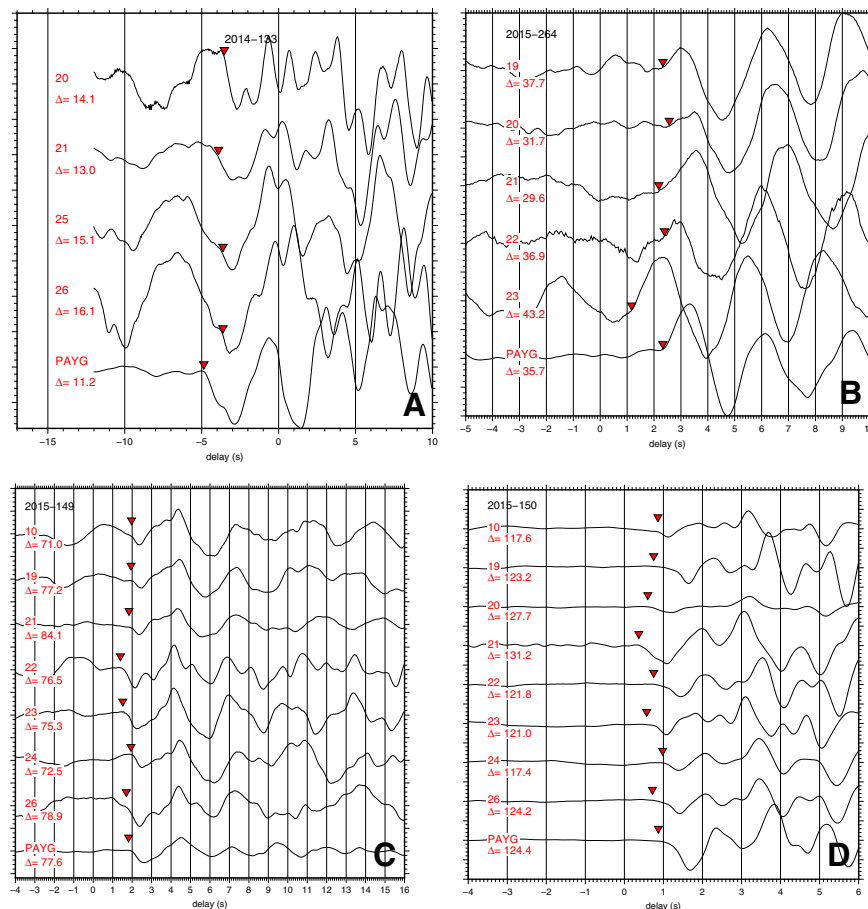 2014-133
20
Δ= 14.1
21
Δ= 13.0
25
Δ= 15.1
26
Δ= 16.1
PAYG
Δ= 11.2
A
-15 -10 -5 0 5 10
delay (s)
2015-264
19
Δ= 37.7
20
Δ= 31.7
21
Δ= 29.6
22
Δ= 36.9
23
Δ= 43.2
PAYG
Δ= 35.7
B
-5 -4 -3 -2 -1 0 1 2 3 4 5 6 7 8 9 10
delay (s)
2015-149
10
Δ= 71.0
19
Δ= 77.2
21
Δ= 84.1
22
Δ= 76.5
23
Δ= 75.3
24
Δ= 72.5
26
Δ= 78.9
PAYG
Δ= 77.6
C
-4 -3 -2 -1 0 1 2 3 4 5 6 7 8 9 10 11 12 13 14 15 16
delay (s)
2015-150
10
Δ= 117.6
19
Δ= 123.2
20
Δ= 127.7
21
Δ= 131.2
22
Δ= 121.8
23
Δ= 121.0
24
Δ= 117.4
26
Δ= 124.2
PAYG
Δ= 124.4
D
-4 -3 -2 -1 0 1 2 3 4 5 6
delay (s)